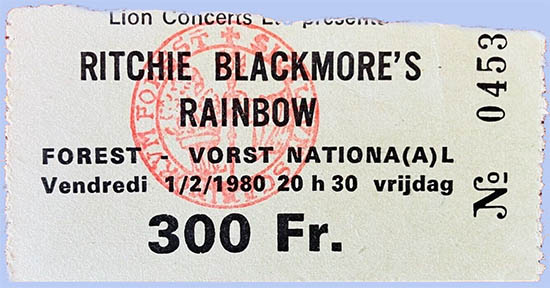 Lion Concerts Ltd presents
RITCHIE BLACKMORE'S
RAINBOW
FOREST - VORST NATIONA(A)L
Vendredi 1/2/1980 20 h 30 vrijdag
300 Fr.
No 0453